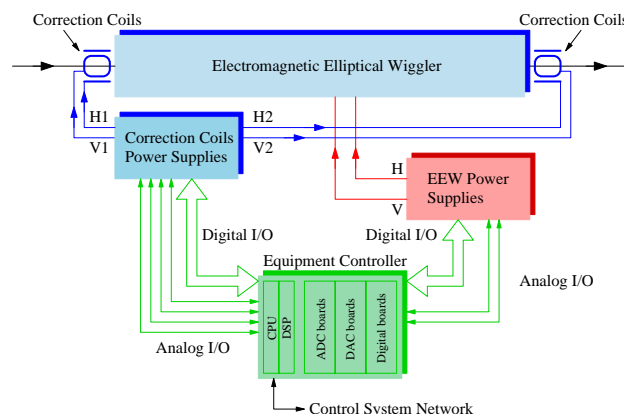 Correction Coils
Correction Coils
Electromagnetic Elliptical Wiggler
H1
H2
V1
V2
Correction Coils
Power Supplies
H
V
EEW Power
Supplies
Digital I/O
Digital I/O
Equipment Controller
Analog I/O
Analog I/O
CPU
DSP
ADC boards
DAC boards
Digital boards
Control System Network